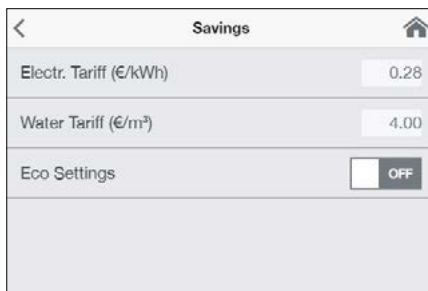 Savings
Electr. Tariff (€/kWh) 0.28
Water Tariff (€/m³) 4.00
Eco Settings OFF